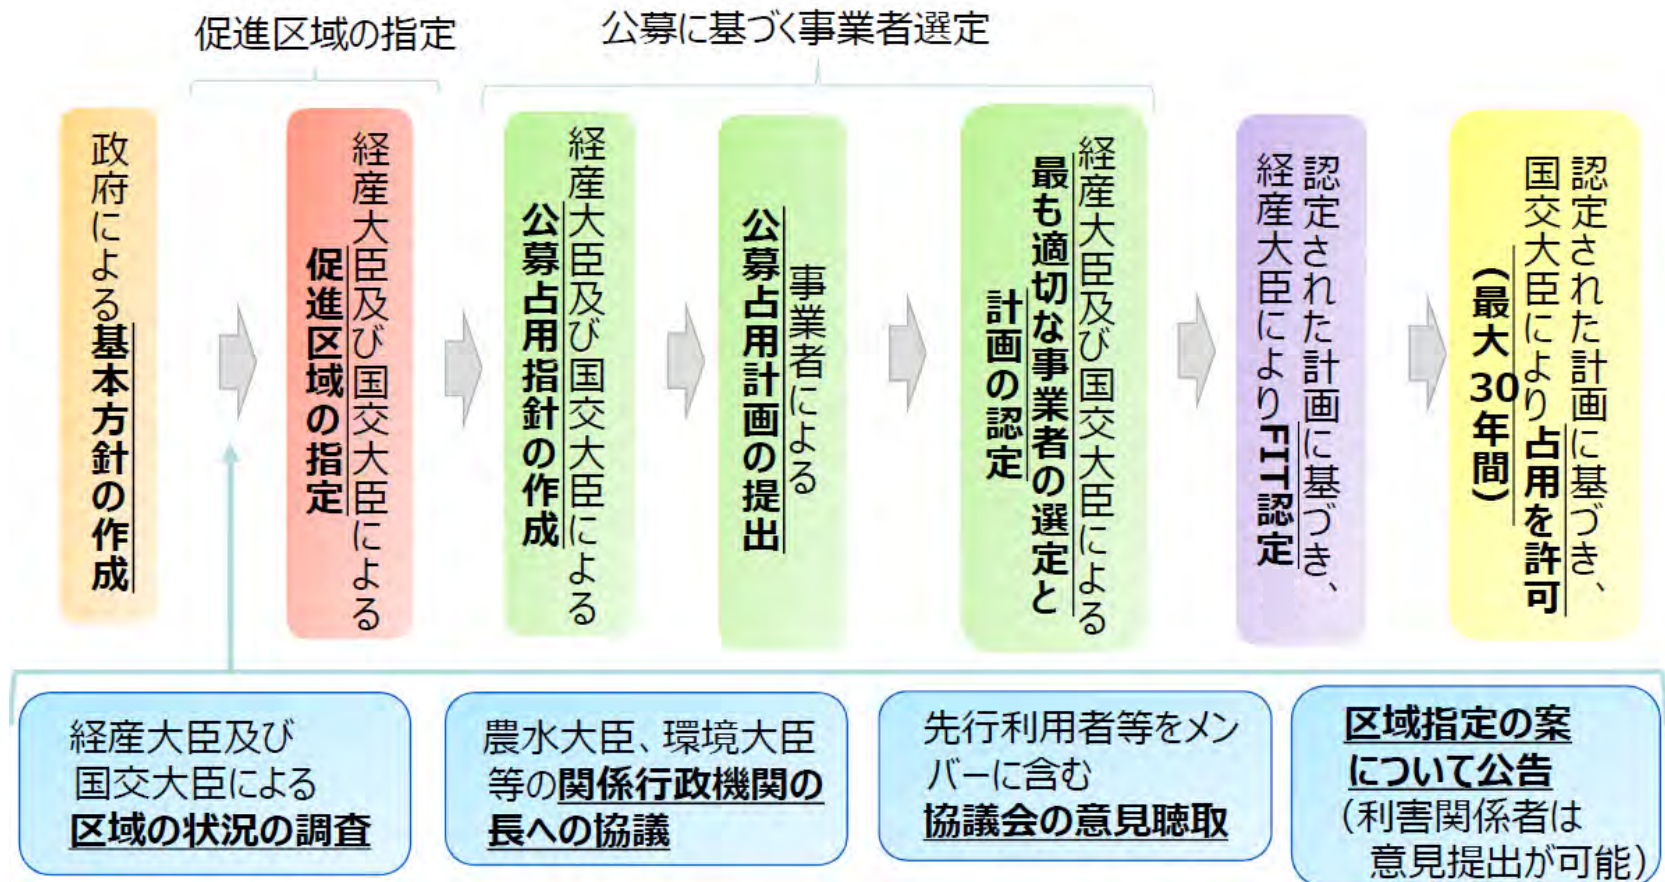 促進区域の指定
公募に基づく事業者選定
政府による基本方針の作成
経産大臣及び国交大臣による
促進区域の指定
経産大臣及び国交大臣による
公募占用指針の作成
事業者による
公募占用計画の提出
経産大臣及び国交大臣による
最も適切な事業者の選定と
計画の認定
認定された計画に基づき、
経産大臣によりFIT認定
認定された計画に基づき、
国交大臣により占用を許可
(最大30年間)
経産大臣及び
国交大臣による
区域の状況の調査
農水大臣、環境大臣
等の関係行政機関の
長への協議
先行利用者等をメン
バーに含む
協議会の意見聴取
区域指定の案
について公告
(利害関係者は
意見提出が可能)